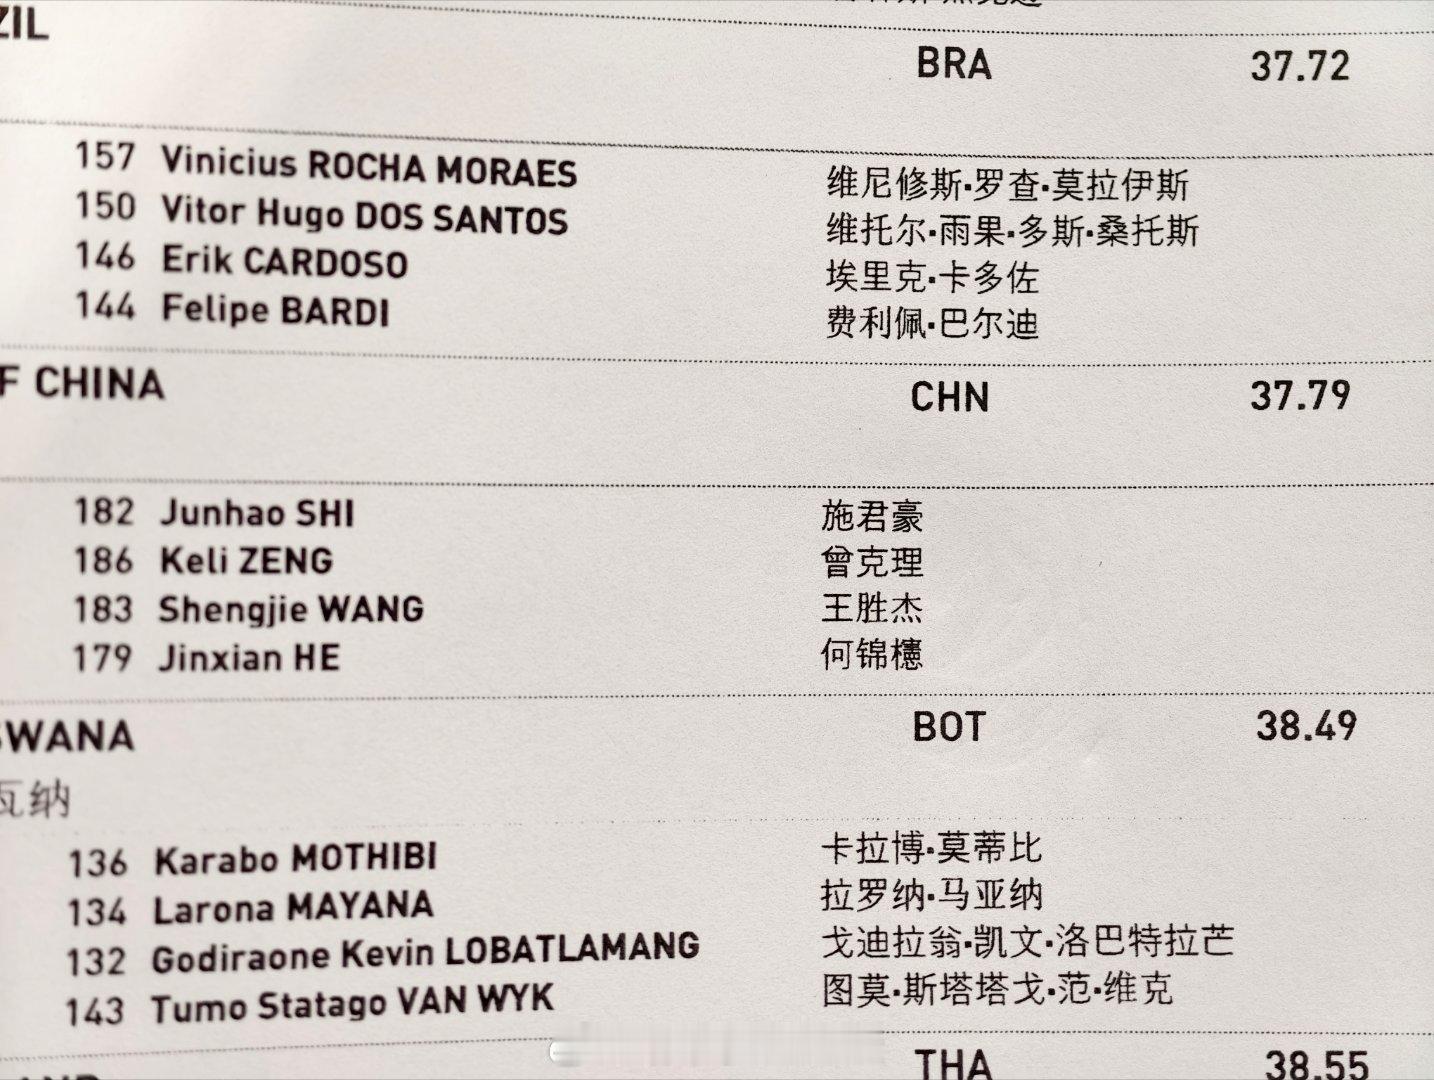 ZIL BRA 37.72
157 Vinicius ROCHA MORAES 维尼修斯·罗查·莫拉伊斯
150 Vitor Hugo DOS SANTOS 维托尔·雨果·多斯·桑托斯
146 Erik CARDOSO 埃里克·卡多佐
144 Felipe BARDI 费利佩·巴尔迪
F CHINA CHN 37.79
182 Junhao SHI 施君豪
186 Keli ZENG 曾克理
183 Shengjie WANG 王胜杰
179 Jinxian HE 何锦櫶
SWANA BOT 38.49
瓦纳
136 Karabo MOTHIBI 卡拉博·莫蒂比
134 Larona MAYANA 拉罗纳·马亚纳
132 Godiraone Kevin LOBATLAMANG 戈迪拉翁·凯文·洛巴特拉芒
143 Tumo Statago VAN WYK 图莫·斯塔塔戈·范·维克
THA 38.55